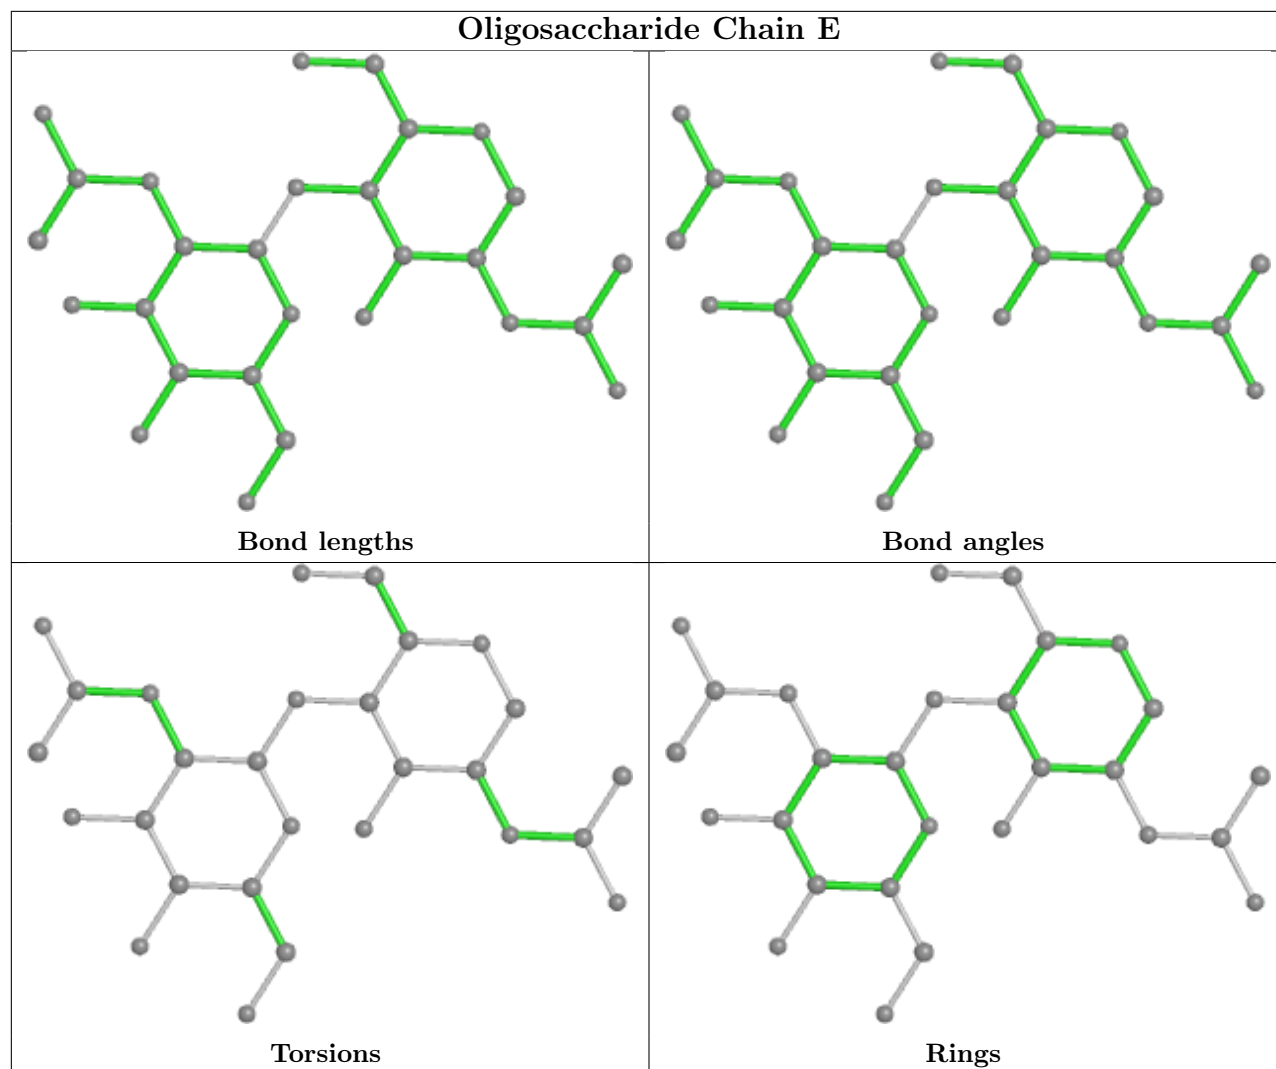 Oligosaccharide Chain E
Bond lengths
Bond angles
Torsions
Rings